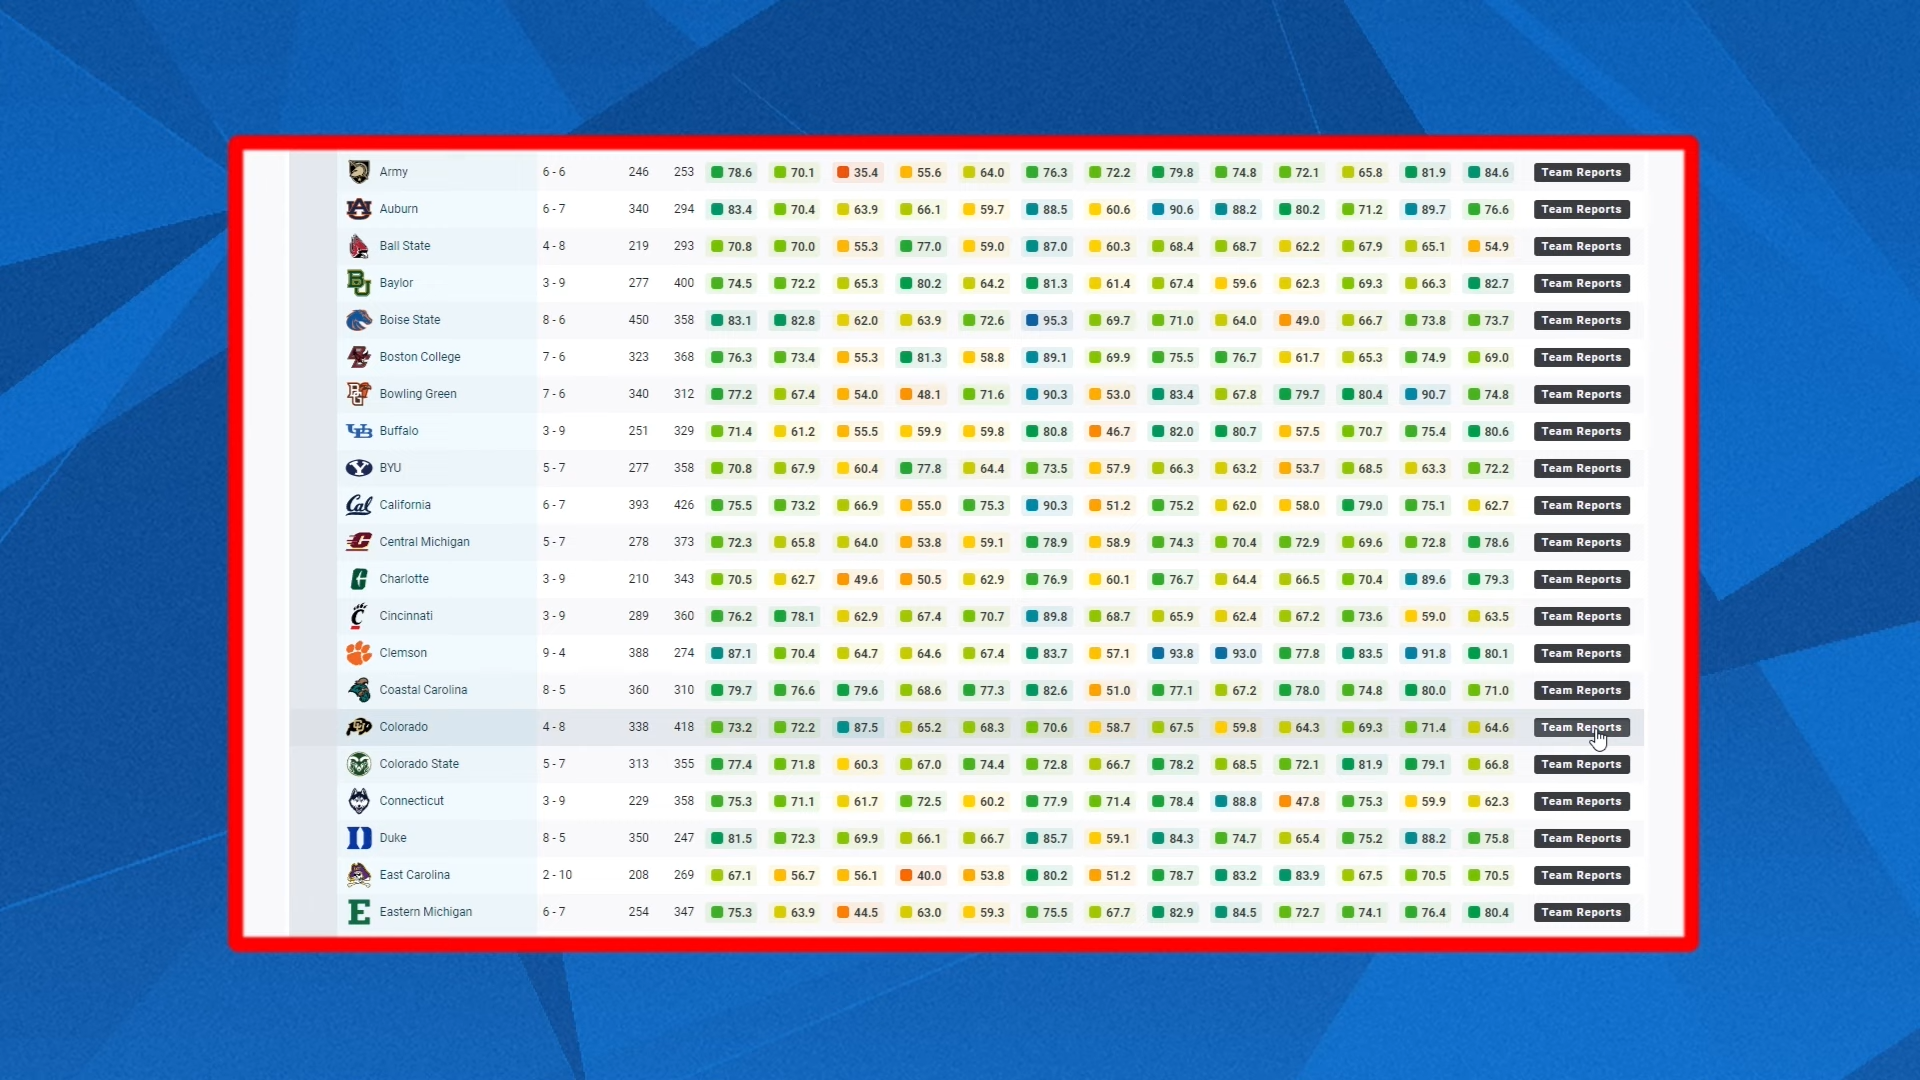 Army 6 - 6 246 253 78.6 70.1 35.4 55.6 64.0 76.3 72.2 79.8 74.8 72.1 65.8 81.9 84.6 Team Reports
Auburn 6 - 7 340 294 83.4 70.4 63.9 66.1 59.7 88.5 60.6 90.6 88.2 80.2 71.2 89.7 76.6 Team Reports
Ball State 4 - 8 219 293 70.8 70.0 55.3 77.0 59.0 87.0 60.3 68.4 68.7 62.2 67.9 65.1 54.9 Team Reports
Baylor 3 - 9 277 400 74.5 72.2 65.3 80.2 64.2 81.3 61.4 67.4 59.6 62.3 69.3 66.3 82.7 Team Reports
Boise State 8 - 6 450 358 83.1 82.8 62.0 63.9 72.6 95.3 69.7 71.0 64.0 49.0 66.7 73.8 73.7 Team Reports
Boston College 7 - 6 323 368 76.3 73.4 55.3 81.3 58.8 89.1 69.9 75.5 76.7 61.7 65.3 74.9 69.0 Team Reports
Bowling Green 7 - 6 340 312 77.2 67.4 54.0 48.1 71.6 90.3 53.0 83.4 67.8 79.7 80.4 90.7 74.8 Team Reports
Buffalo 3 - 9 251 329 71.4 61.2 55.5 59.9 59.8 80.8 46.7 82.0 80.7 57.5 70.7 75.4 80.6 Team Reports
BYU 5 - 7 277 358 70.8 67.9 60.4 77.8 64.4 73.5 57.9 66.3 63.2 53.7 68.5 63.3 72.2 Team Reports
Cal California 6 - 7 393 426 75.5 73.2 66.9 55.0 75.3 90.3 51.2 75.2 62.0 58.0 79.0 75.1 62.7 Team Reports
Central Michigan 5 - 7 278 373 72.3 65.8 64.0 53.8 59.1 78.9 58.9 74.3 70.4 72.9 69.6 72.8 78.6 Team Reports
Charlotte 3 - 9 210 343 70.5 62.7 49.6 50.5 62.9 76.9 60.1 76.7 64.4 66.5 70.4 89.6 79.3 Team Reports
Cincinnati 3 - 9 289 360 76.2 78.1 62.9 67.4 70.7 89.8 68.7 65.9 62.4 67.2 73.6 59.0 63.5 Team Reports
Clemson 9 - 4 388 274 87.1 70.4 64.7 64.6 67.4 83.7 57.1 93.8 93.0 77.8 83.5 91.8 80.1 Team Reports
Coastal Carolina 8 - 5 360 310 79.7 76.6 79.6 68.6 77.3 82.6 51.0 77.1 67.2 78.0 74.8 80.0 71.0 Team Reports
Colorado 4 - 8 338 418 73.2 72.2 87.5 65.2 68.3 70.6 58.7 67.5 59.8 64.3 69.3 71.4 64.6 Team Reports
Colorado State 5 - 7 313 355 77.4 71.8 60.3 67.0 74.4 72.8 66.7 78.2 68.5 72.1 81.9 79.1 66.8 Team Reports
Connecticut 3 - 9 229 358 75.3 71.1 61.7 72.5 60.2 77.9 71.4 78.4 88.8 47.8 75.3 59.9 62.3 Team Reports
Duke 8 - 5 350 247 81.5 72.3 69.9 66.1 66.7 85.7 59.1 84.3 74.7 65.4 75.2 88.2 75.8 Team Reports
East Carolina 2 - 10 208 269 67.1 56.7 56.1 40.0 53.8 80.2 51.2 78.7 83.2 83.9 67.5 70.5 70.5 Team Reports
E Eastern Michigan 6 - 7 254 347 75.3 63.9 44.5 63.0 59.3 75.5 67.7 82.9 84.5 72.7 74.1 76.4 80.4 Team Reports